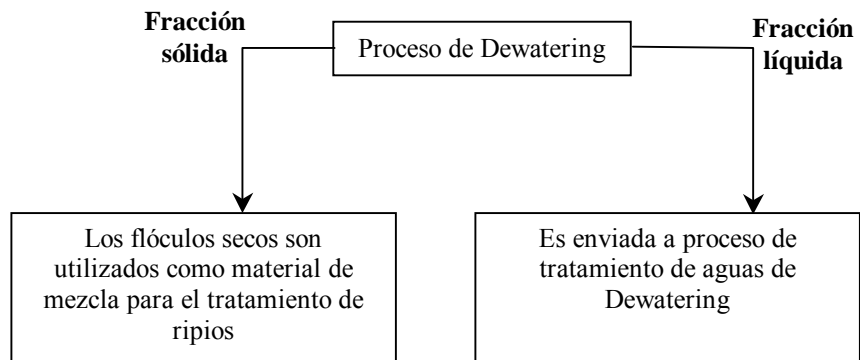 Fracción
sólida
Proceso de Dewatering
Fracción
líquida
Los flóculos secos son
utilizados como material de
mezcla para el tratamiento de
ripios
Es enviada a proceso de
tratamiento de aguas de
Dewatering